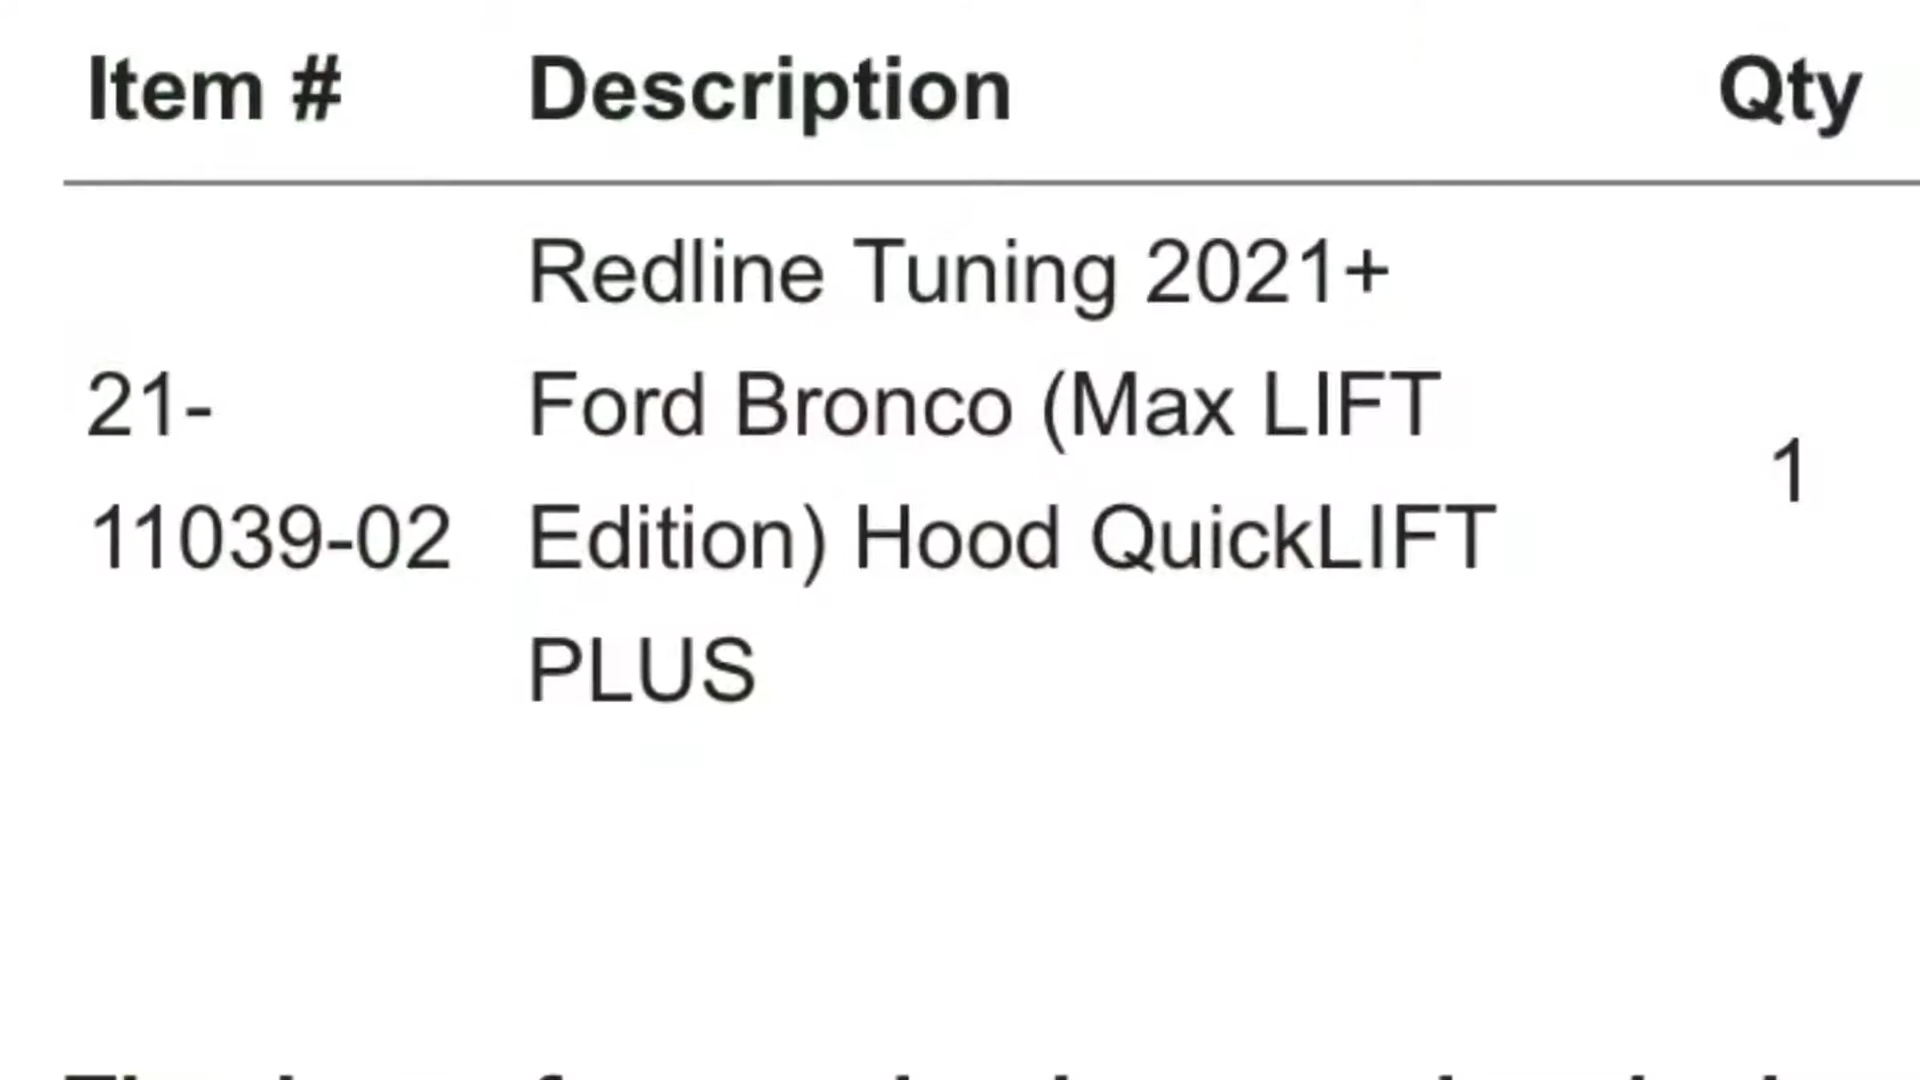 Item # Description Qty
Redline Tuning 2021+
21- Ford Bronco (Max LIFT
1
11039-02 Edition) Hood QuickLIFT
PLUS